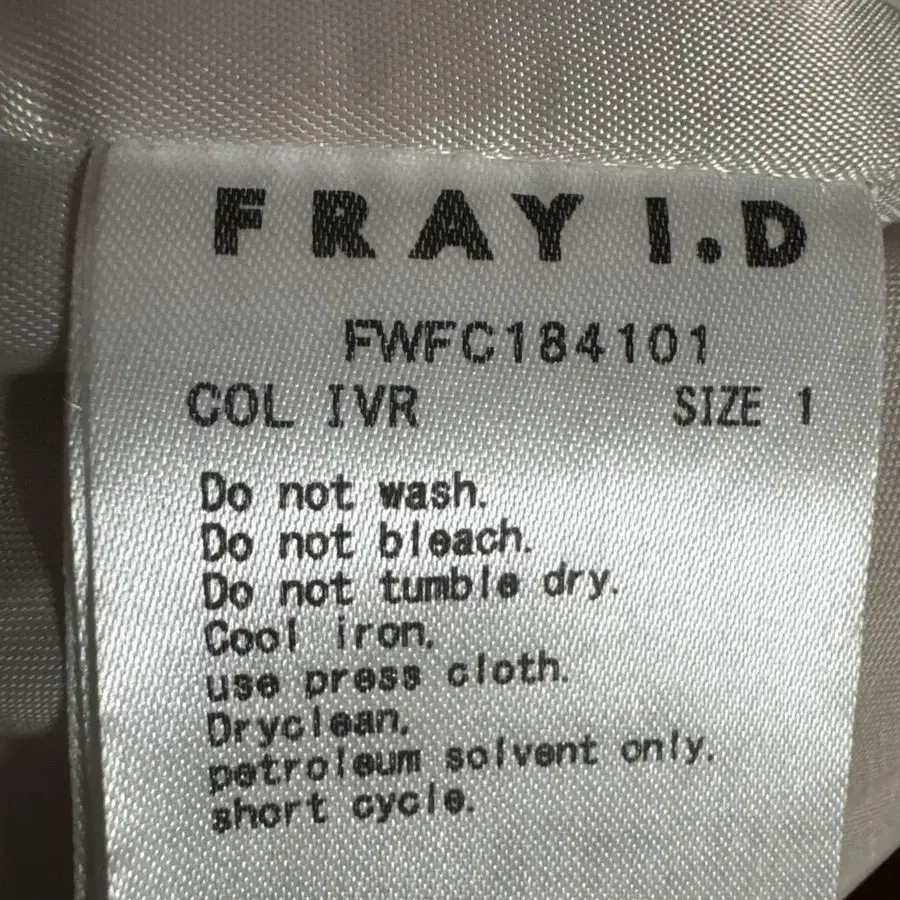 FRAY I.D
FWFC184101
COL IVR SIZE 1
Do not wash.
Do not bleach.
Do not tumble dry.
Cool iron.
use press cloth.
Dryclean.
petroleum solvent only.
short cycle.